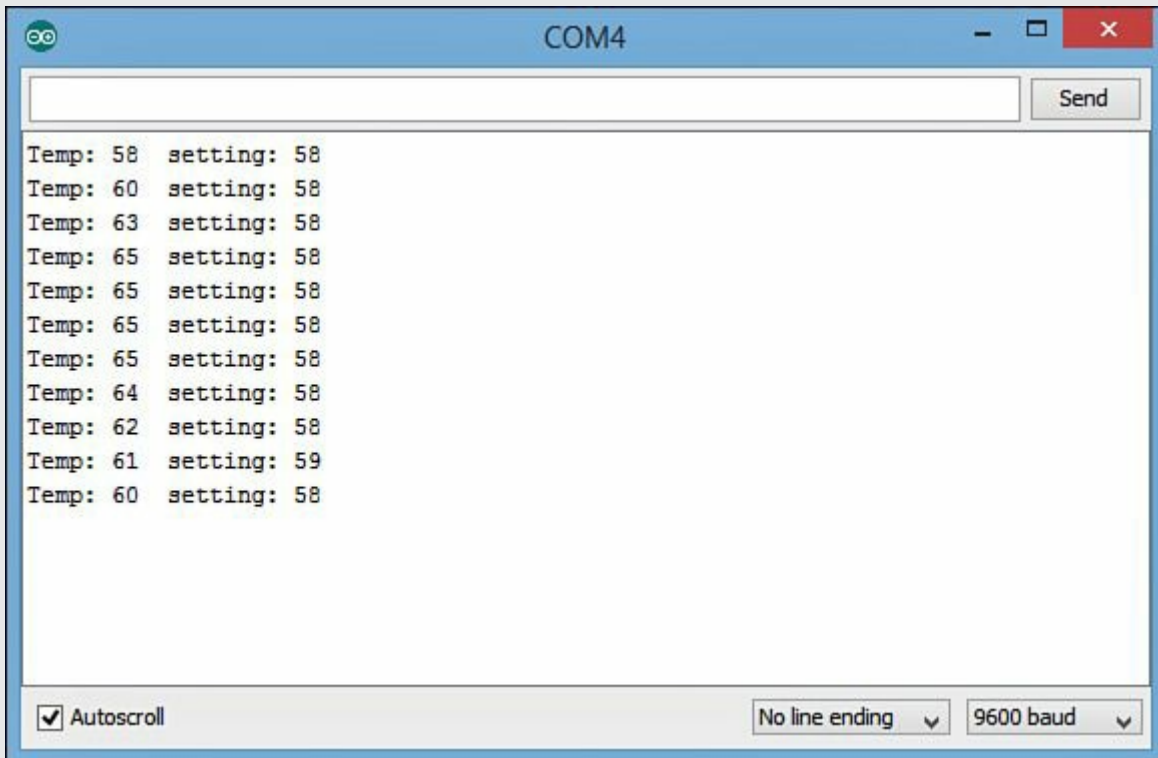 COM4
Send
Temp: 58  setting: 58
Temp: 60  setting: 58
Temp: 63  setting: 58
Temp: 65  setting: 58
Temp: 65  setting: 58
Temp: 65  setting: 58
Temp: 65  setting: 58
Temp: 64  setting: 58
Temp: 62  setting: 58
Temp: 61  setting: 59
Temp: 60  setting: 58
Autoscroll No line ending 9600 baud